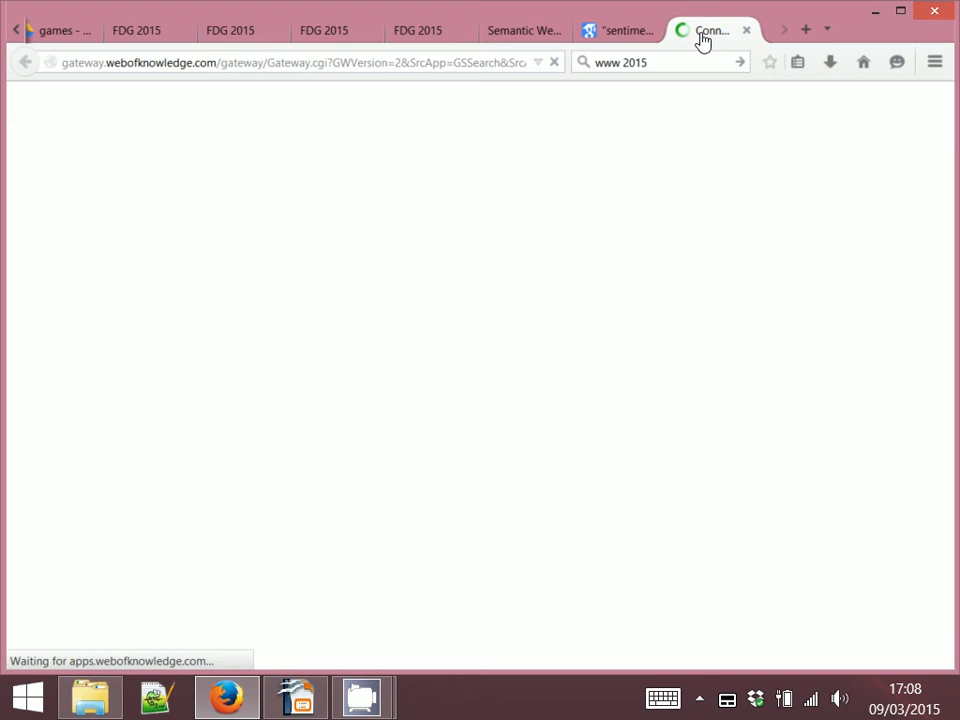 games - ...
FDG 2015
FDG 2015
FDG 2015
FDG 2015
Semantic We...
"sentime...
Conn...
gateway.webofknowledge.com/gateway/Gateway.cgi?GWVersion=2&SrcApp=GSSearch&Src
www 2015
Waiting for apps.webofknowledge.com...
17:08
09/03/2015